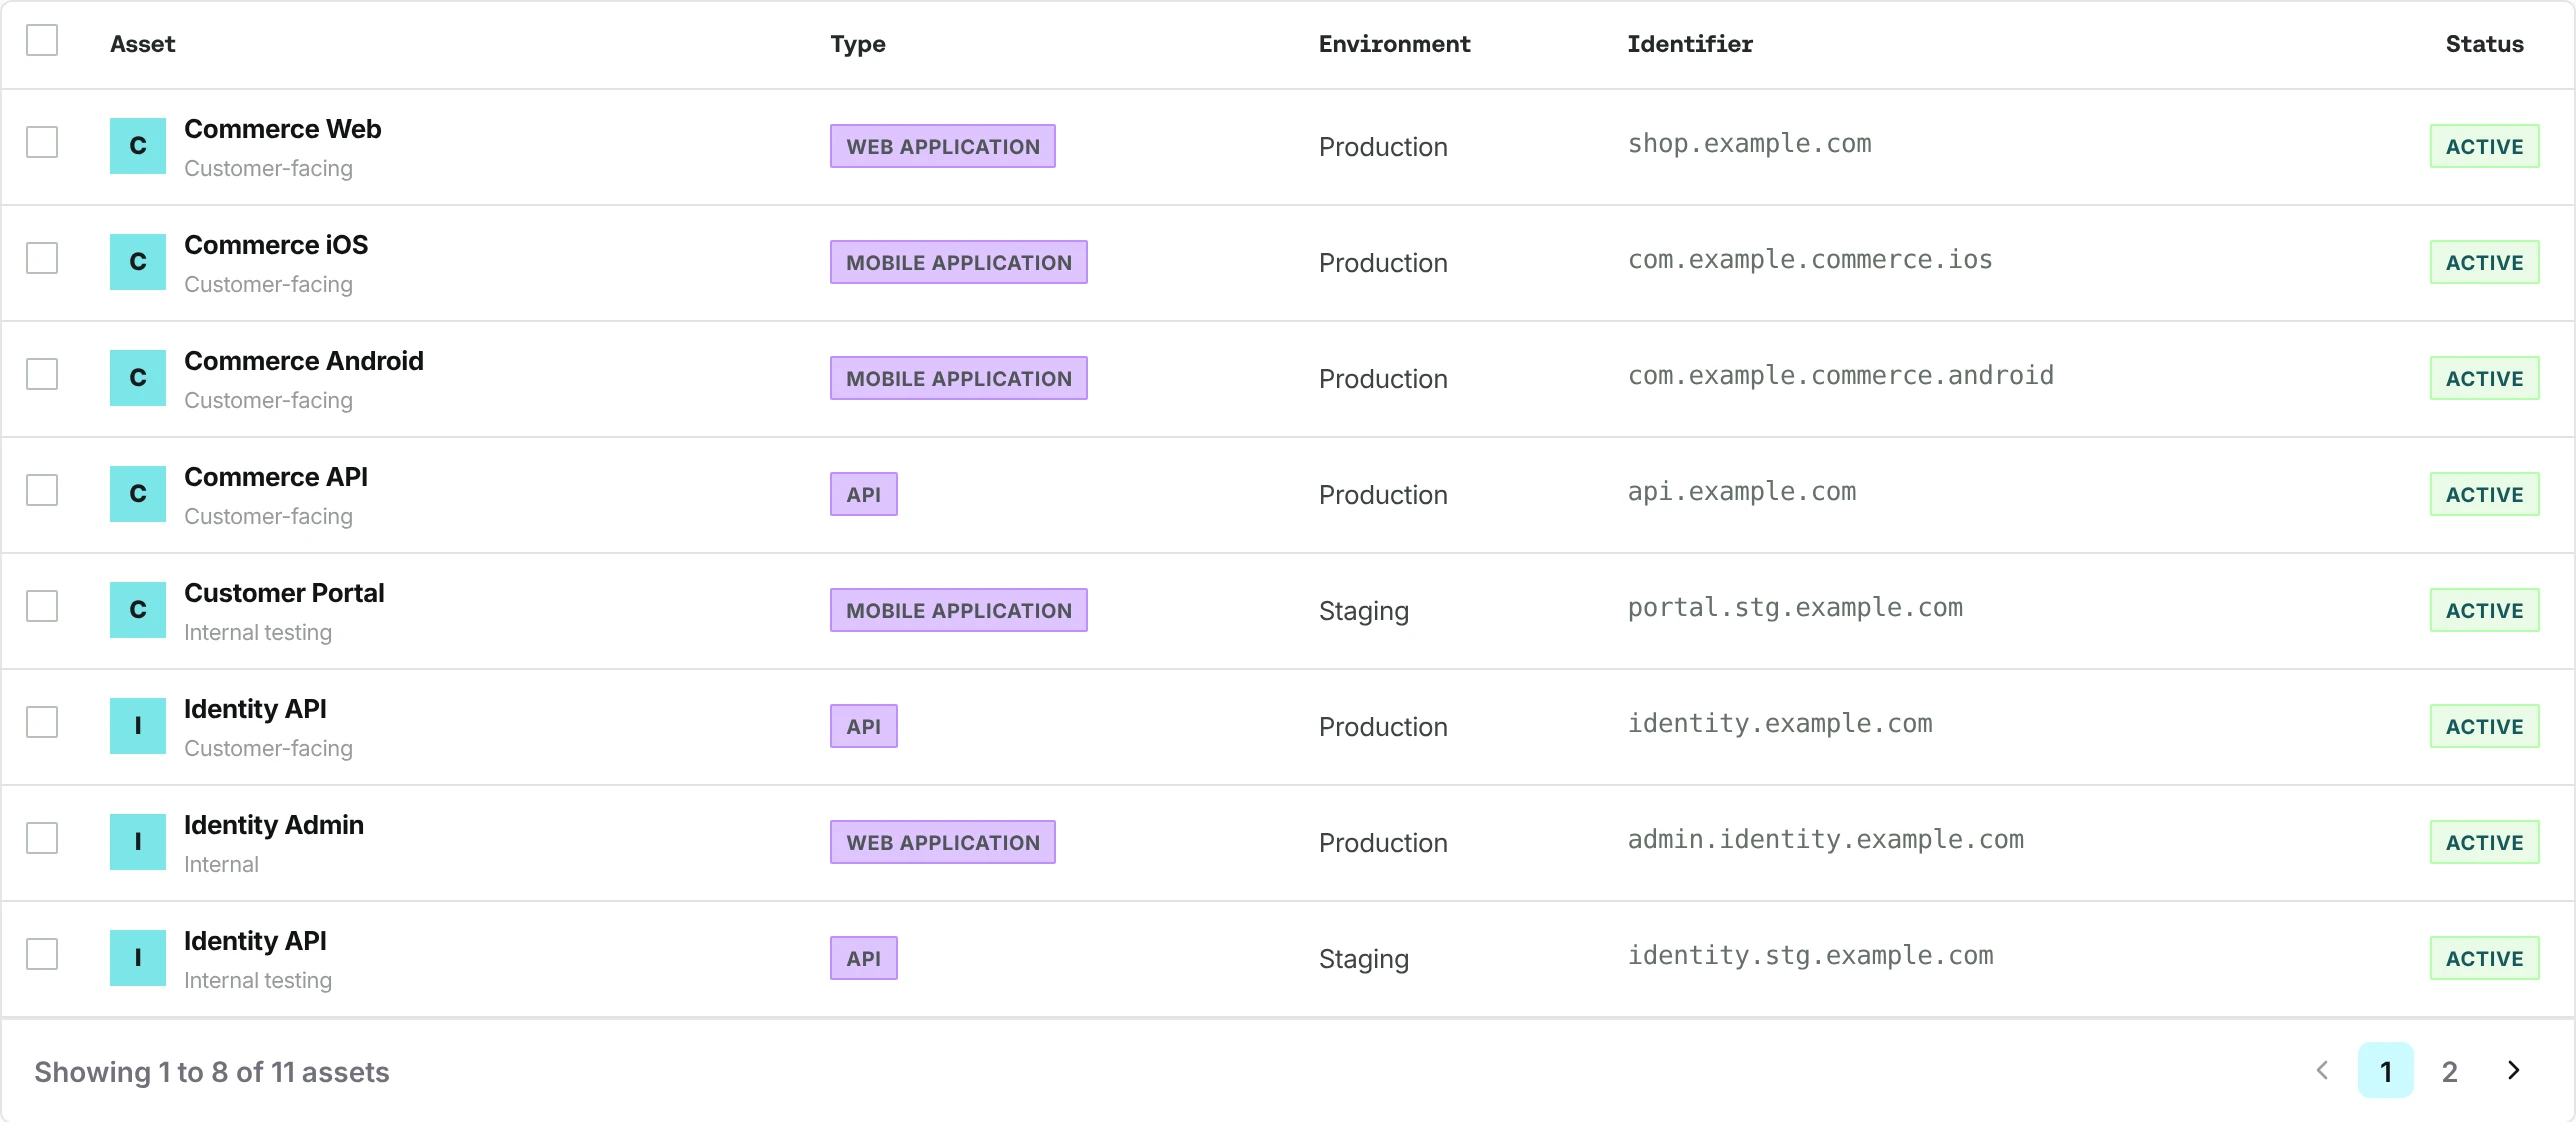 Asset Type Environment Identifier Status
C Commerce Web WEB APPLICATION Production shop.example.com ACTIVE
Customer-facing
C Commerce iOS MOBILE APPLICATION Production com.example.commerce.ios ACTIVE
Customer-facing
C Commerce Android MOBILE APPLICATION Production com.example.commerce.android ACTIVE
Customer-facing
C Commerce API API Production api.example.com ACTIVE
Customer-facing
C Customer Portal MOBILE APPLICATION Staging portal.stg.example.com ACTIVE
Internal testing
I Identity API API Production identity.example.com ACTIVE
Customer-facing
I Identity Admin WEB APPLICATION Production admin.identity.example.com ACTIVE
Internal
I Identity API API Staging identity.stg.example.com ACTIVE
Internal testing
Showing 1 to 8 of 11 assets 1 2